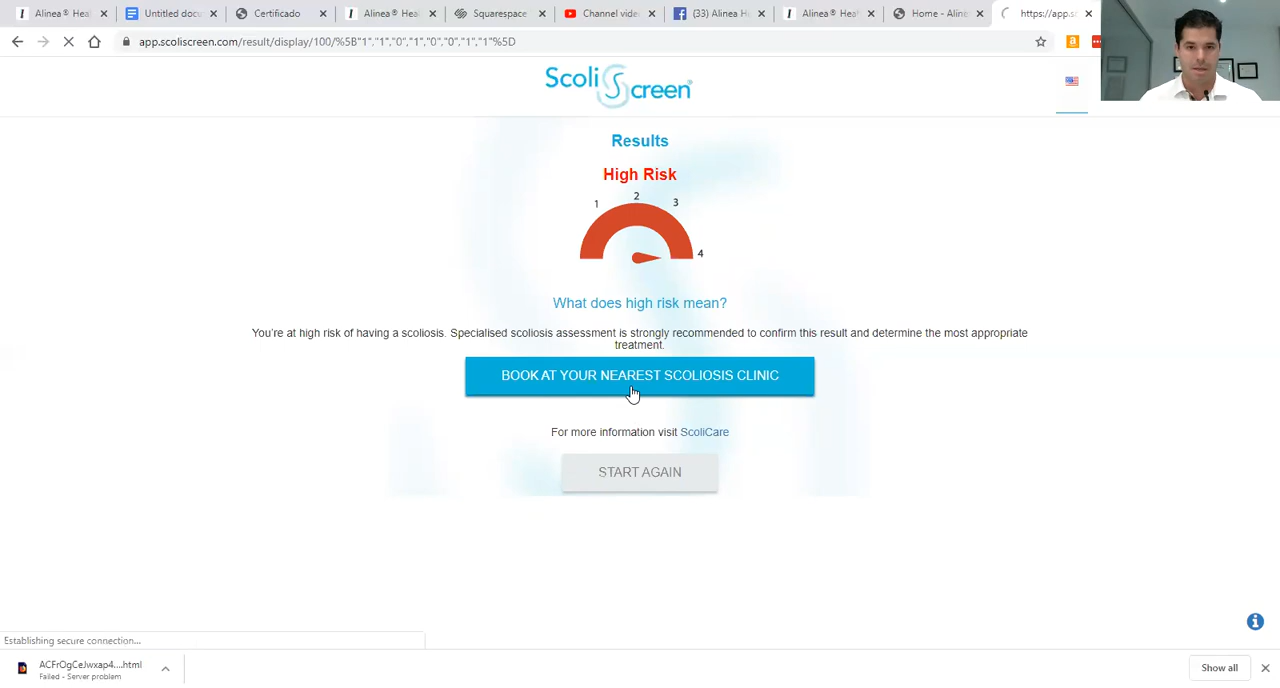 Alinea® Hea
Untitled docu
Certificado
Alinea® Hea
Squarespace
Channel vide
(33) Alinea H
Alinea® Hea
Home - Aline
https://app.s
app.scoliscreen.com/result/display/100/%5B"1","1","0","1","0","0","1","1"%5D
ScoliScreen
Results
High Risk
1
2
3
4
What does high risk mean?
You're at high risk of having a scoliosis. Specialised scoliosis assessment is strongly recommended to confirm this result and determine the most appropriate
treatment.
BOOK AT YOUR NEAREST SCOLIOSIS CLINIC
For more information visit ScoliCare
START AGAIN
Establishing secure connection...
ACFrOgCeJwxap4....html
Failed - Server problem
Show all